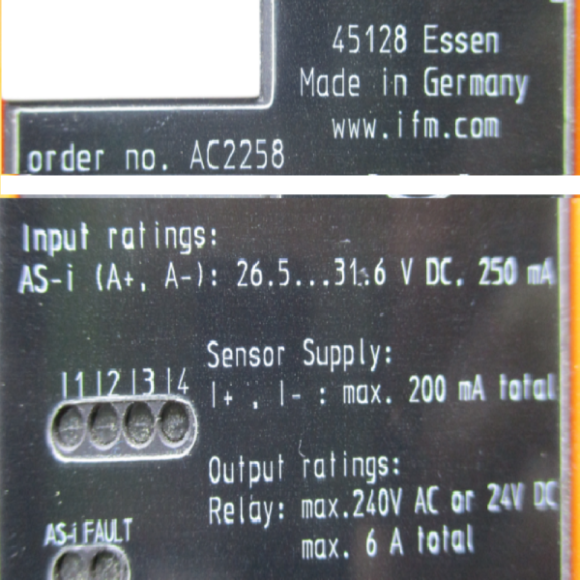 45128 Essen
Made in Germany
www.ifm.com
order no. AC2258
Input ratings:
AS-i (A+, A-): 26.5...31.6 V DC, 250 mA
Sensor Supply:
I1 I2 I3 I4
I+ , I- : max. 200 mA total
Output ratings:
Relay: max.240V AC or 24V DC
AS-i FAULT
max. 6 A total